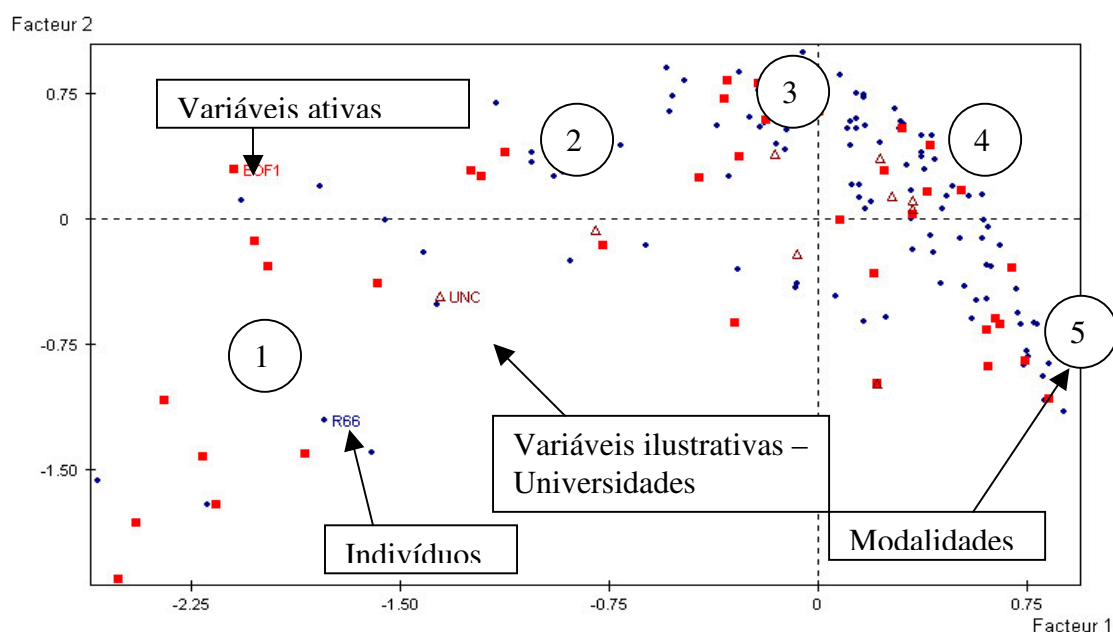 Facteur 2
0.75
0
-0.75
-1.50
Variáveis ativas
EOF1
1
2
3
4
5
UNC
R66
Variáveis ilustrativas –
Universidades
Indivíduos
Modalidades
-2.25
-1.50
-0.75
0
0.75
Facteur 1